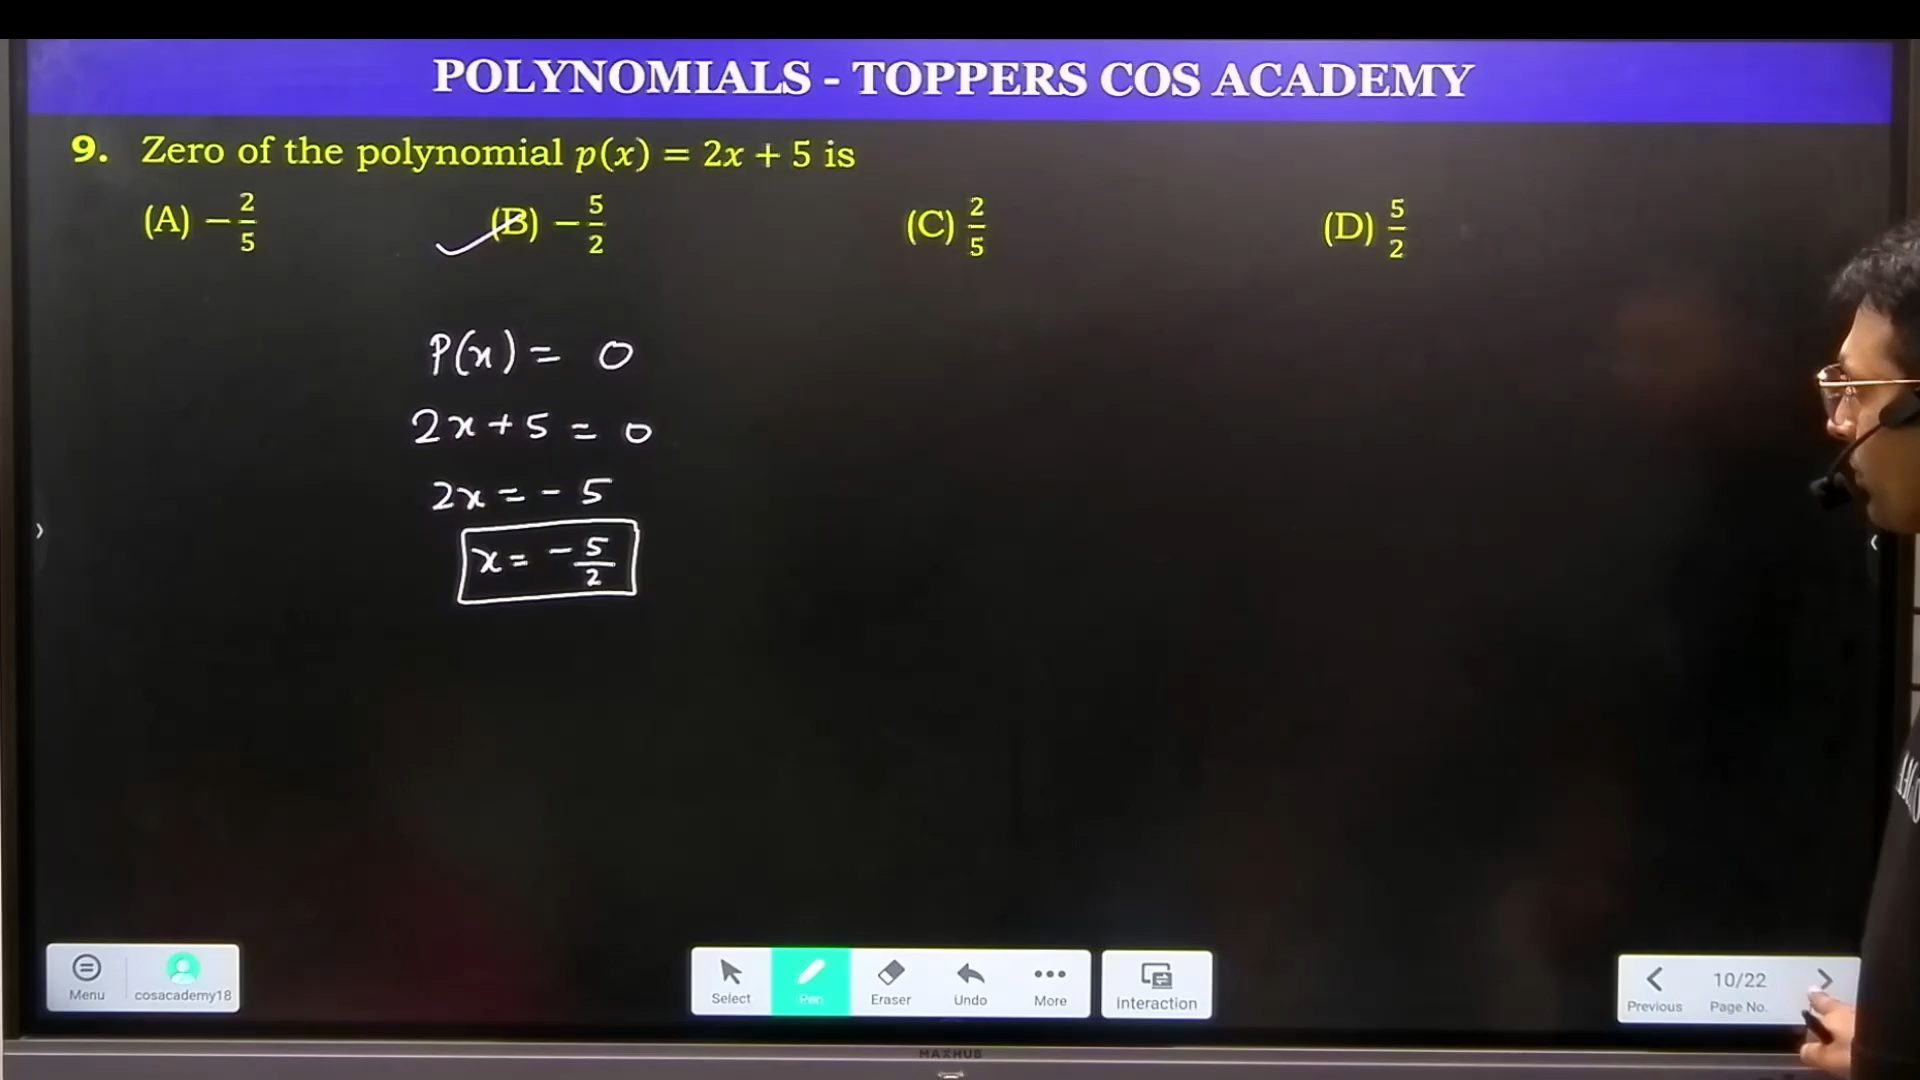 POLYNOMIALS - TOPPERS COS ACADEMY
9. Zero of the polynomial p(x) = 2x + 5 is
(A) −2/5 (B) −5/2 (C) 2/5 (D) 5/2
P(x) = 0
2x + 5 = 0
2x = - 5
x = - 5/2
Menu cosacademy18 Select Pen Eraser Undo More Interaction Previous 10/22 Page No.
MAXHUB